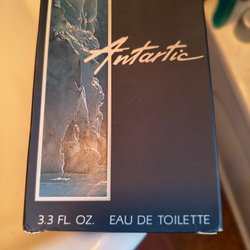 Antartic
3.3 FL. OZ. EAU DE TOILETTE